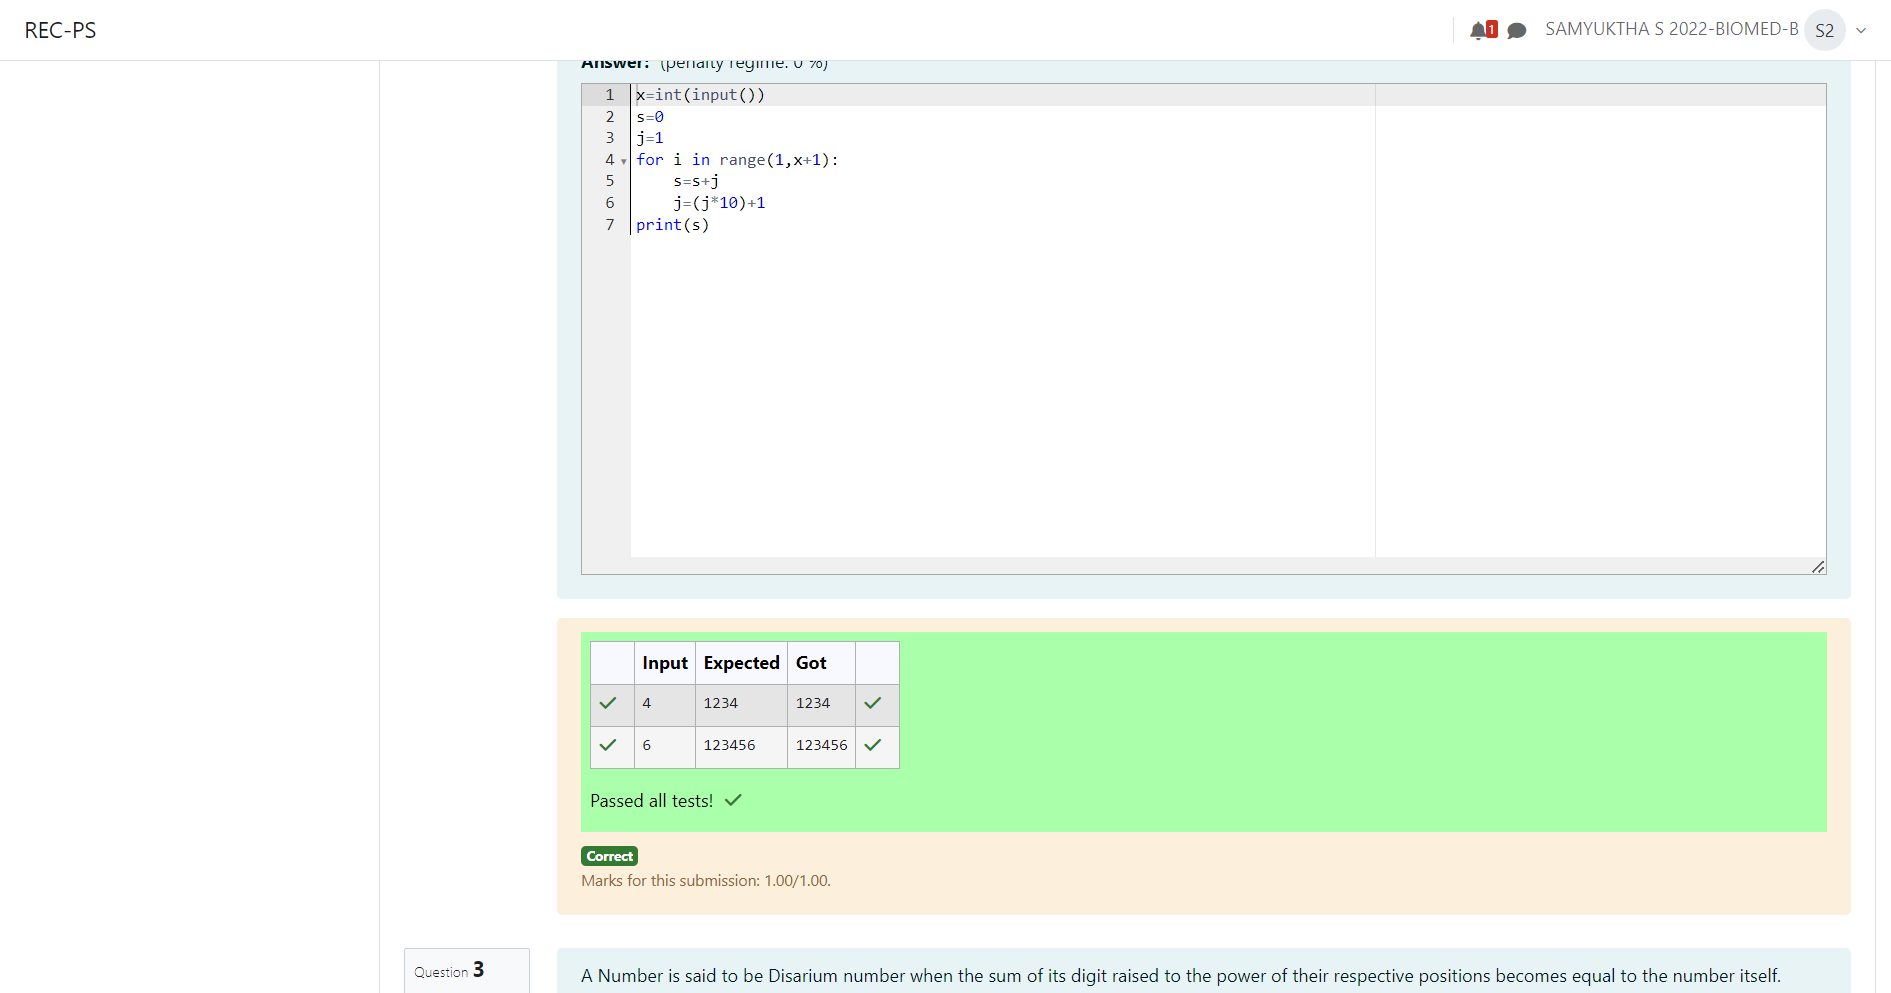 REC-PS
1
SAMYUKTHA S 2022-BIOMED-B S2
Answer: (penalty regime: 0 %)
1 x=int(input())
2 s=0
3 j=1
4 for i in range(1,x+1):
5 s=s+j
6 j=(j*10)+1
7 print(s)
Input Expected Got
4 1234 1234
6 123456 123456
Passed all tests!
Correct
Marks for this submission: 1.00/1.00.
Question 3
A Number is said to be Disarium number when the sum of its digit raised to the power of their respective positions becomes equal to the number itself.